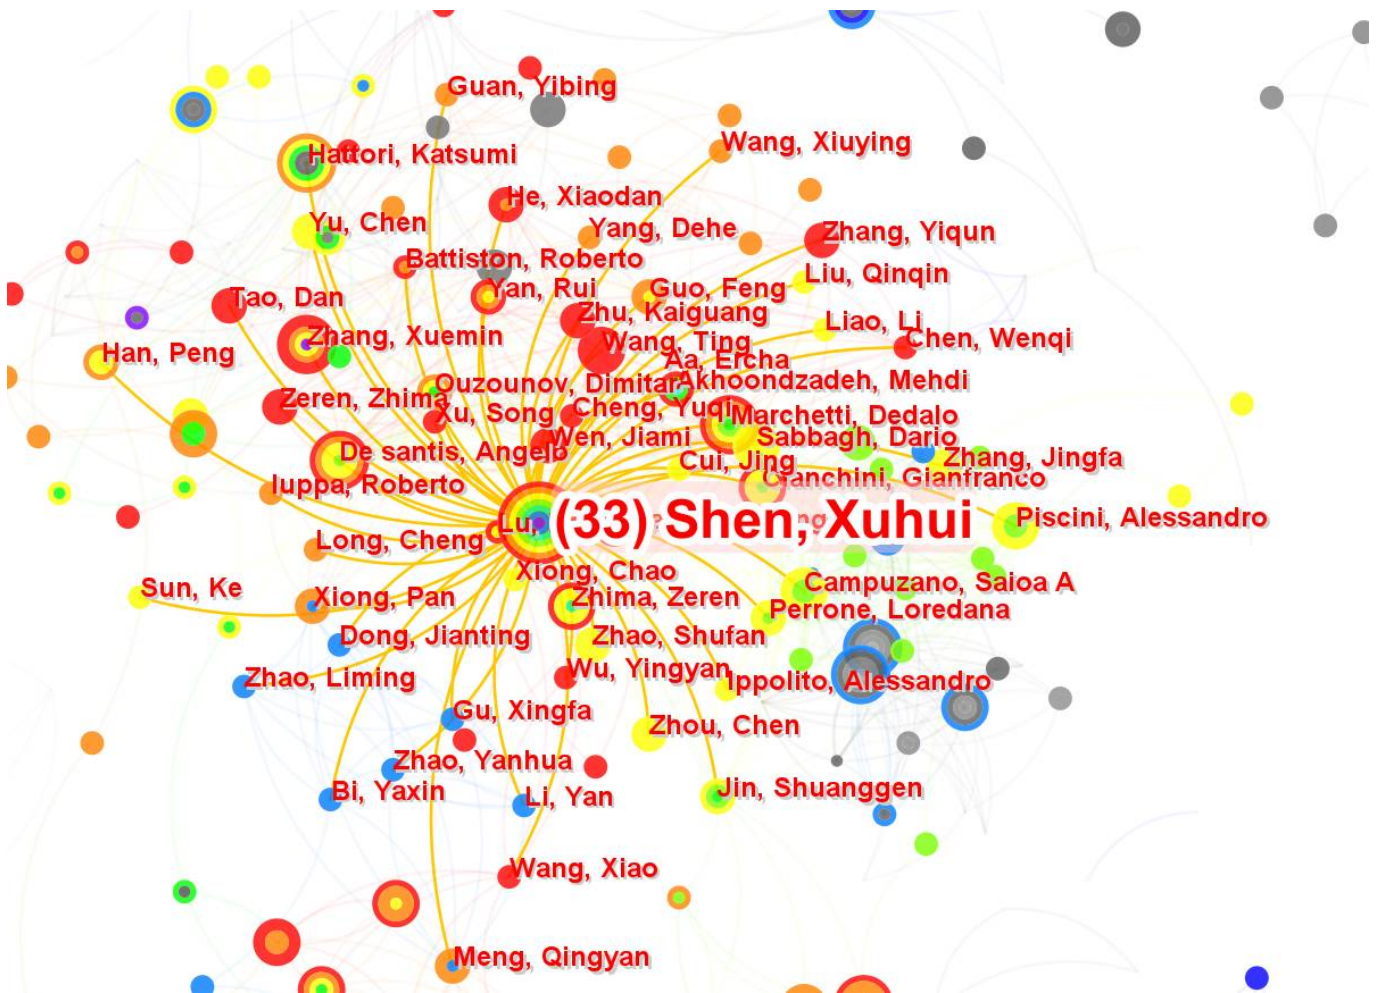 Guan, Yibing
Wang, Xiuying
Hattori, Katsumi
He, Xiaodan
Yu, Chen
Yang, Dehe
Zhang, Yiqun
Battiston, Roberto
Liu, Qinqin
Yan, Rui
Guo, Feng
Tao, Dan
Zhu, Kaiguang
Liao, Li
Zhang, Xuemin
Wang, Ting
Chen, Wenqi
Han, Peng
Aa, Ercha
Ouzounov, Dimitar
Akhoondzadeh, Mehdi
Zeren, Zhima
Xu, Song
Cheng, Yuqi
Marchetti, Dedalo
Wen, Jiami
Sabbagh, Dario
De santis, Angelo
Cui, Jing
Zhang, Jingfa
Cianchini, Gianfranco
Iuppa, Roberto
Lu,
(33) Shen, Xuhui
Piscini, Alessandro
Long, Cheng
Xiong, Chao
Campuzano, Saioa A
Sun, Ke
Xiong, Pan
Zhima, Zeren
Perrone, Loredana
Dong, Jianting
Zhao, Shufan
Zhao, Liming
Wu, Yingyan
Ippolito, Alessandro
Gu, Xingfa
Zhou, Chen
Zhao, Yanhua
Bi, Yaxin
Li, Yan
Jin, Shuanggen
Wang, Xiao
Meng, Qingyan